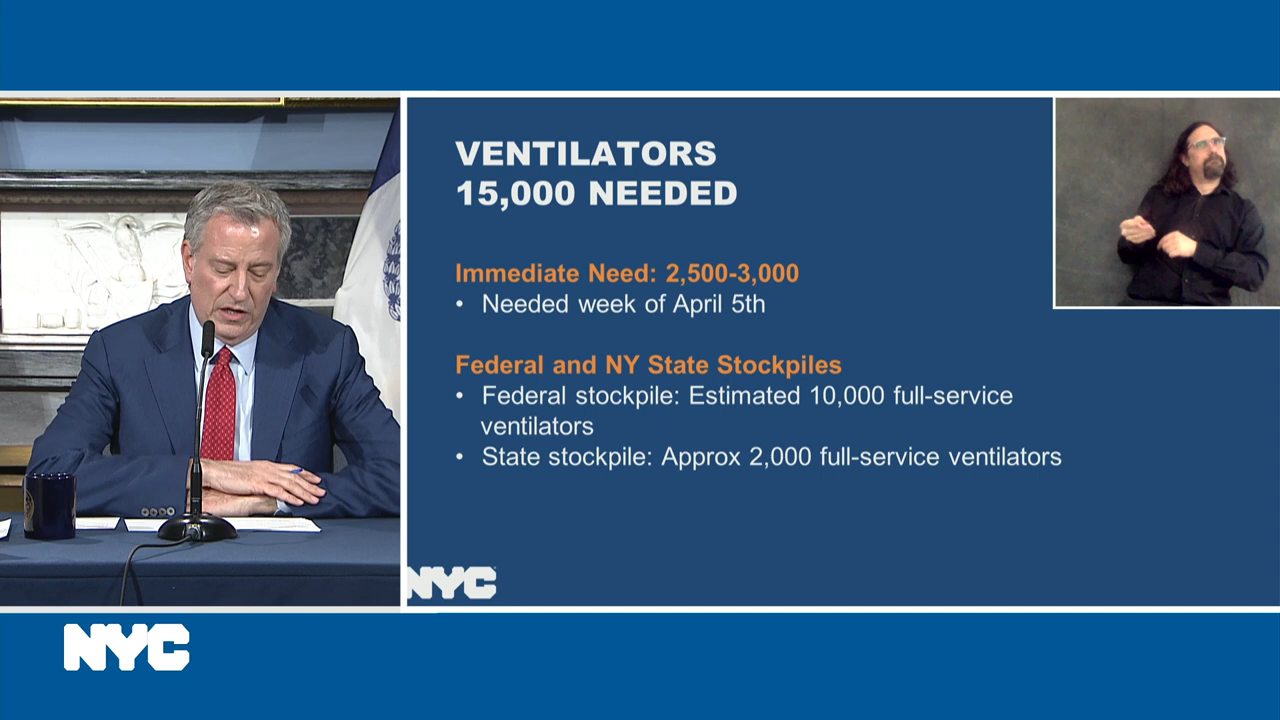 VENTILATORS
15,000 NEEDED
Immediate Need: 2,500-3,000
• Needed week of April 5th
Federal and NY State Stockpiles
• Federal stockpile: Estimated 10,000 full-service
ventilators
• State stockpile: Approx 2,000 full-service ventilators
NYC
NYC